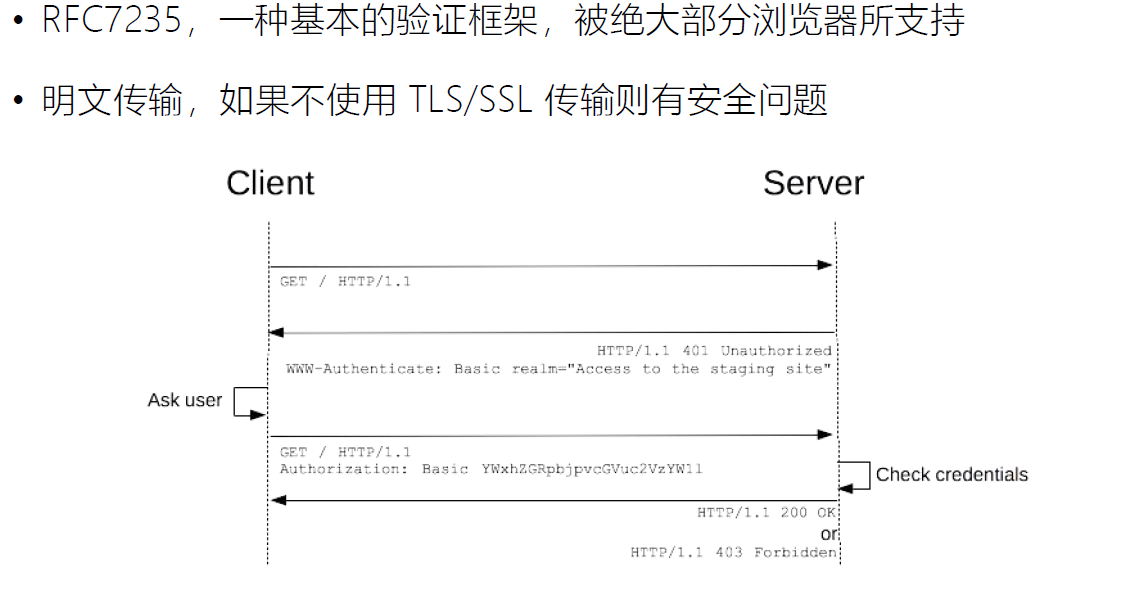 • RFC7235，一种基本的验证框架，被绝大部分浏览器所支持
• 明文传输，如果不使用 TLS/SSL 传输则有安全问题
Client
Server
GET / HTTP/1.1
HTTP/1.1 401 Unauthorized
WWW-Authenticate: Basic realm="Access to the staging site"
Ask user
GET / HTTP/1.1
Authorization: Basic YWxhZGRpbjpvcGVuc2VzYW1l
Check credentials
HTTP/1.1 200 OK
or
HTTP/1.1 403 Forbidden